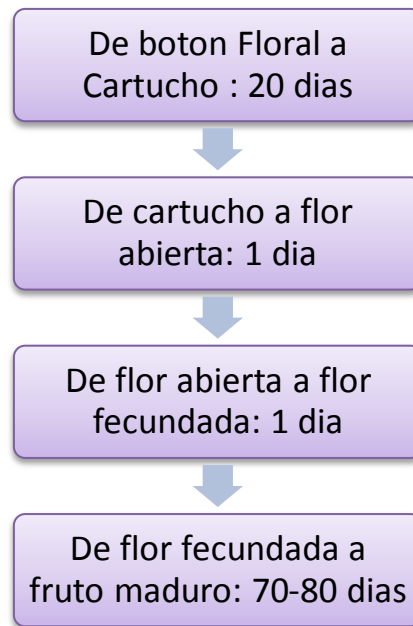 De boton Floral a
Cartucho : 20 dias
De cartucho a flor
abierta: 1 dia
De flor abierta a flor
fecundada: 1 dia
De flor fecundada a
fruto maduro: 70-80 dias